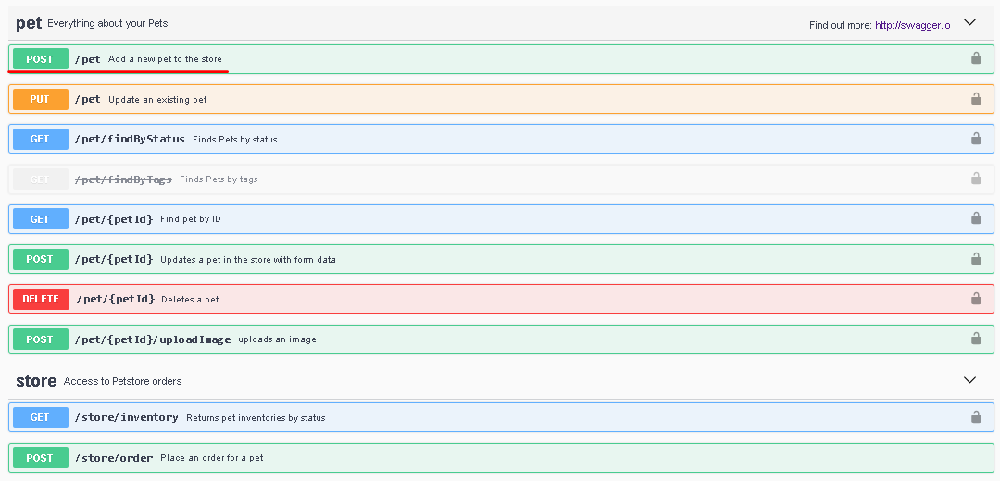 pet Everything about your Pets Find out more: http://swagger.io
POST /pet Add a new pet to the store
PUT /pet Update an existing pet
GET /pet/findByStatus Finds Pets by status
GET /pet/findByTags Finds Pets by tags
GET /pet/{petId} Find pet by ID
POST /pet/{petId} Updates a pet in the store with form data
DELETE /pet/{petId} Deletes a pet
POST /pet/{petId}/uploadImage uploads an image
store Access to Petstore orders
GET /store/inventory Returns pet inventories by status
POST /store/order Place an order for a pet